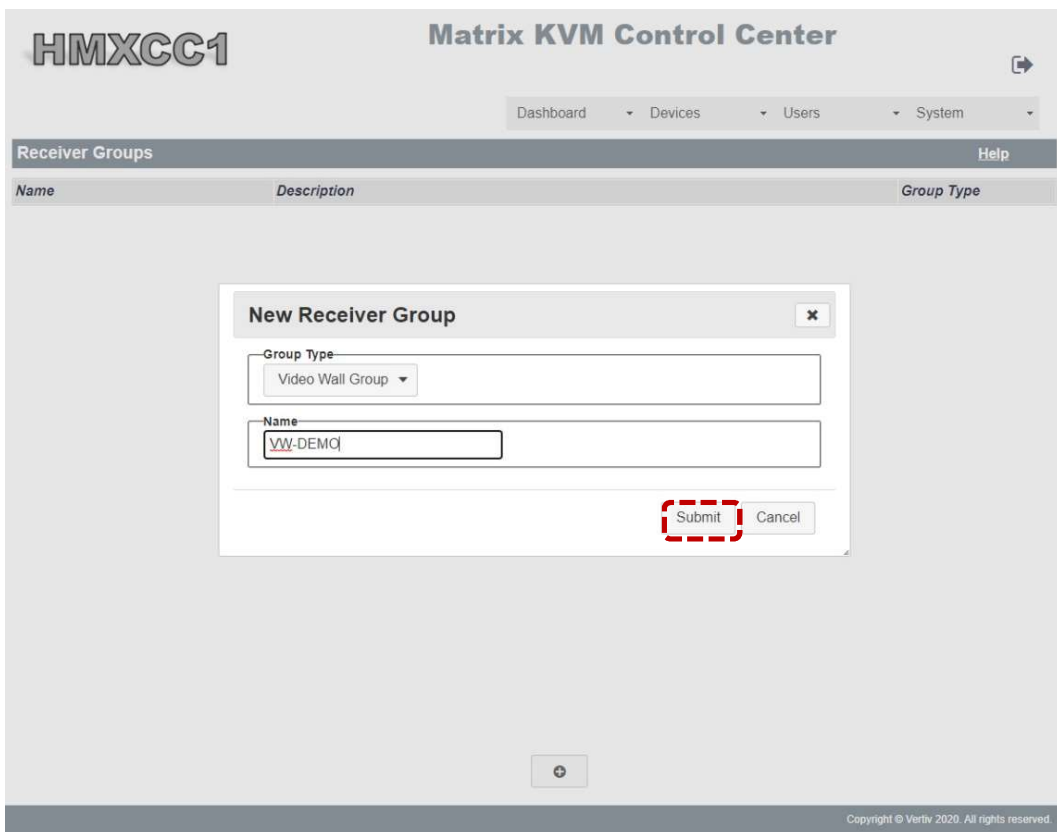 HMXCC1
Matrix KVM Control Center
Dashboard Devices Users System
Receiver Groups Help
Name Description Group Type
New Receiver Group
Group Type
Video Wall Group
Name
VW-DEMO
Submit Cancel
Copyright © Vertiv 2020. All rights reserved.